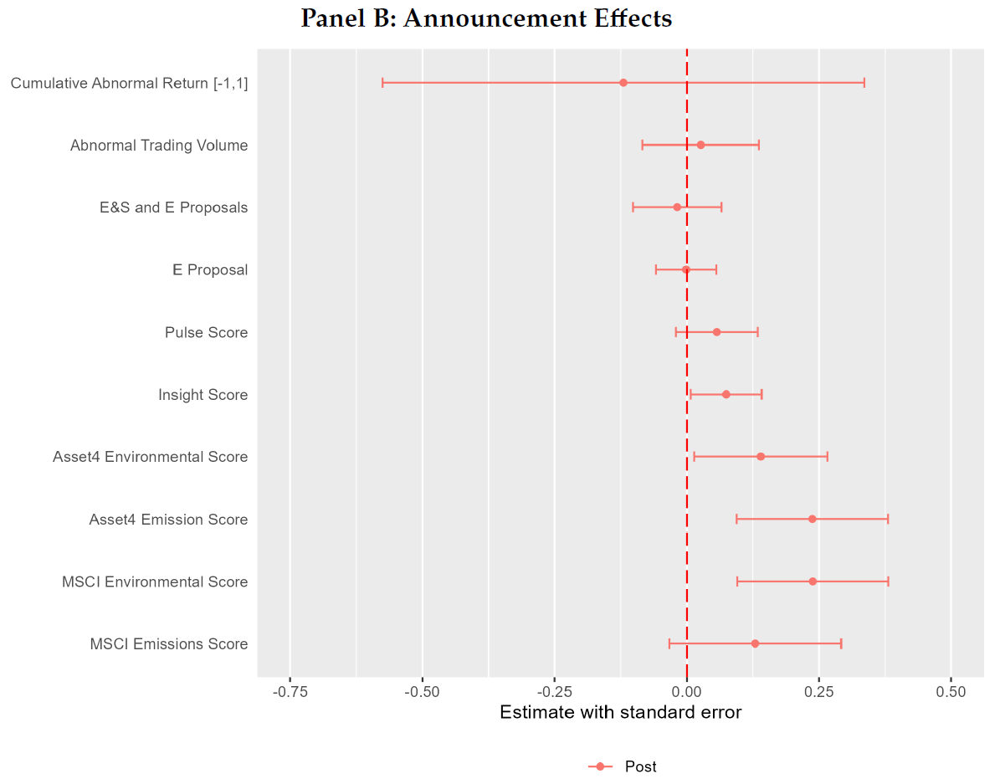 Panel B: Announcement Effects
Cumulative Abnormal Return [-1,1]
Abnormal Trading Volume
E&S and E Proposals
E Proposal
Pulse Score
Insight Score
Asset4 Environmental Score
Asset4 Emission Score
MSCI Environmental Score
MSCI Emissions Score
-0.75 -0.50 -0.25 0.00 0.25 0.50
Estimate with standard error
Post